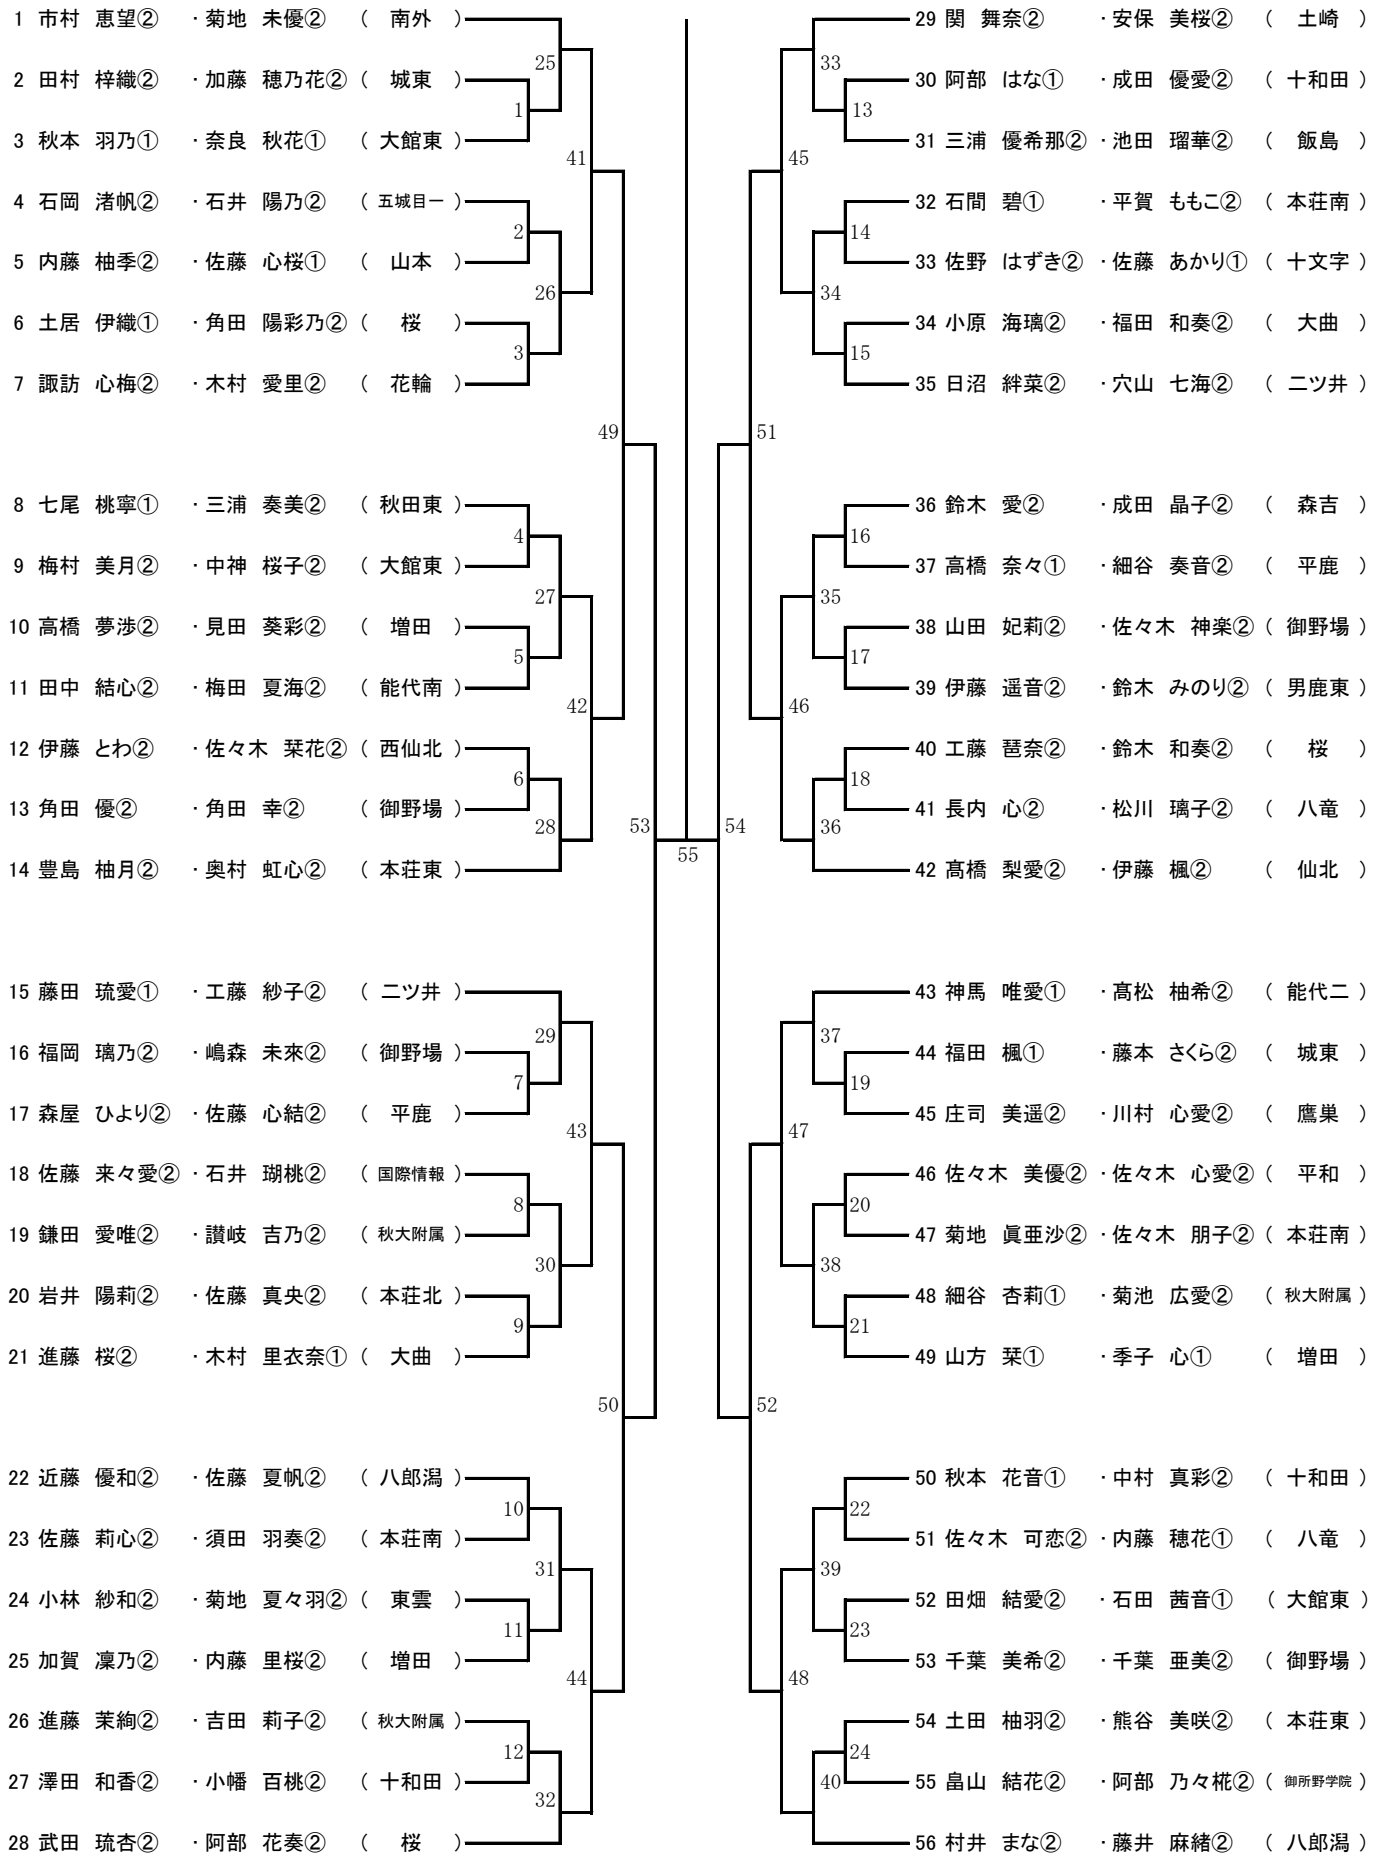 1 市村 恵望② ・菊地 未優② ( 南外 )
2 田村 梓織② ・加藤 穂乃花② ( 城東 )
3 秋本 羽乃① ・奈良 秋花① ( 大館東 )
4 石岡 渚帆② ・石井 陽乃② ( 五城目一 )
5 内藤 柚季② ・佐藤 心桜① ( 山本 )
6 土居 伊織① ・角田 陽彩乃② ( 桜 )
7 諏訪 心梅② ・木村 愛里② ( 花輪 )
8 七尾 桃寧① ・三浦 奏美② ( 秋田東 )
9 梅村 美月② ・中神 桜子② ( 大館東 )
10 高橋 夢渉② ・見田 葵彩② ( 増田 )
11 田中 結心② ・梅田 夏海② ( 能代南 )
12 伊藤 とわ② ・佐々木 栞花② ( 西仙北 )
13 角田 優② ・角田 幸② ( 御野場 )
14 豊島 柚月② ・奥村 虹心② ( 本荘東 )
15 藤田 琉愛① ・工藤 紗子② ( 二ツ井 )
16 福岡 璃乃② ・嶋森 未來② ( 御野場 )
17 森屋 ひより② ・佐藤 心結② ( 平鹿 )
18 佐藤 来々愛② ・石井 瑚桃② ( 国際情報 )
19 鎌田 愛唯② ・讃岐 吉乃② ( 秋大附属 )
20 岩井 陽莉② ・佐藤 真央② ( 本荘北 )
21 進藤 桜② ・木村 里衣奈① ( 大曲 )
22 近藤 優和② ・佐藤 夏帆② ( 八郎潟 )
23 佐藤 莉心② ・須田 羽奏② ( 本荘南 )
24 小林 紗和② ・菊地 夏々羽② ( 東雲 )
25 加賀 凜乃② ・内藤 里桜② ( 増田 )
26 進藤 茉絢② ・吉田 莉子② ( 秋大附属 )
27 澤田 和香② ・小幡 百桃② ( 十和田 )
28 武田 琉杏② ・阿部 花奏② ( 桜 )
25
1
41
2
26
3
49
4
27
5
42
6
28
53
29
7
43
8
30
9
50
10
31
11
44
12
32
55
54
33
13
45
14
34
15
51
16
35
17
46
18
36
37
19
47
20
38
21
52
22
39
23
48
24
40
29 関 舞奈② ・安保 美桜② ( 土崎 )
30 阿部 はな① ・成田 優愛② ( 十和田 )
31 三浦 優希那② ・池田 瑠華② ( 飯島 )
32 石間 碧① ・平賀 ももこ② ( 本荘南 )
33 佐野 はずき② ・佐藤 あかり① ( 十文字 )
34 小原 海璃② ・福田 和奏② ( 大曲 )
35 日沼 絆菜② ・穴山 七海② ( 二ツ井 )
36 鈴木 愛② ・成田 晶子② ( 森吉 )
37 高橋 奈々① ・細谷 奏音② ( 平鹿 )
38 山田 妃莉② ・佐々木 神楽② ( 御野場 )
39 伊藤 遥音② ・鈴木 みのり② ( 男鹿東 )
40 工藤 琶奈② ・鈴木 和奏② ( 桜 )
41 長内 心② ・松川 璃子② ( 八竜 )
42 髙橋 梨愛② ・伊藤 楓② ( 仙北 )
43 神馬 唯愛① ・髙松 柚希② ( 能代二 )
44 福田 楓① ・藤本 さくら② ( 城東 )
45 庄司 美遥② ・川村 心愛② ( 鷹巣 )
46 佐々木 美優② ・佐々木 心愛② ( 平和 )
47 菊地 眞亜沙② ・佐々木 朋子② ( 本荘南 )
48 細谷 杏莉① ・菊池 広愛② ( 秋大附属 )
49 山方 栞① ・季子 心① ( 増田 )
50 秋本 花音① ・中村 真彩② ( 十和田 )
51 佐々木 可恋② ・内藤 穂花① ( 八竜 )
52 田畑 結愛② ・石田 茜音① ( 大館東 )
53 千葉 美希② ・千葉 亜美② ( 御野場 )
54 土田 柚羽② ・熊谷 美咲② ( 本荘東 )
55 畠山 結花② ・阿部 乃々椛② ( 御所野学院 )
56 村井 まな② ・藤井 麻緒② ( 八郎潟 )